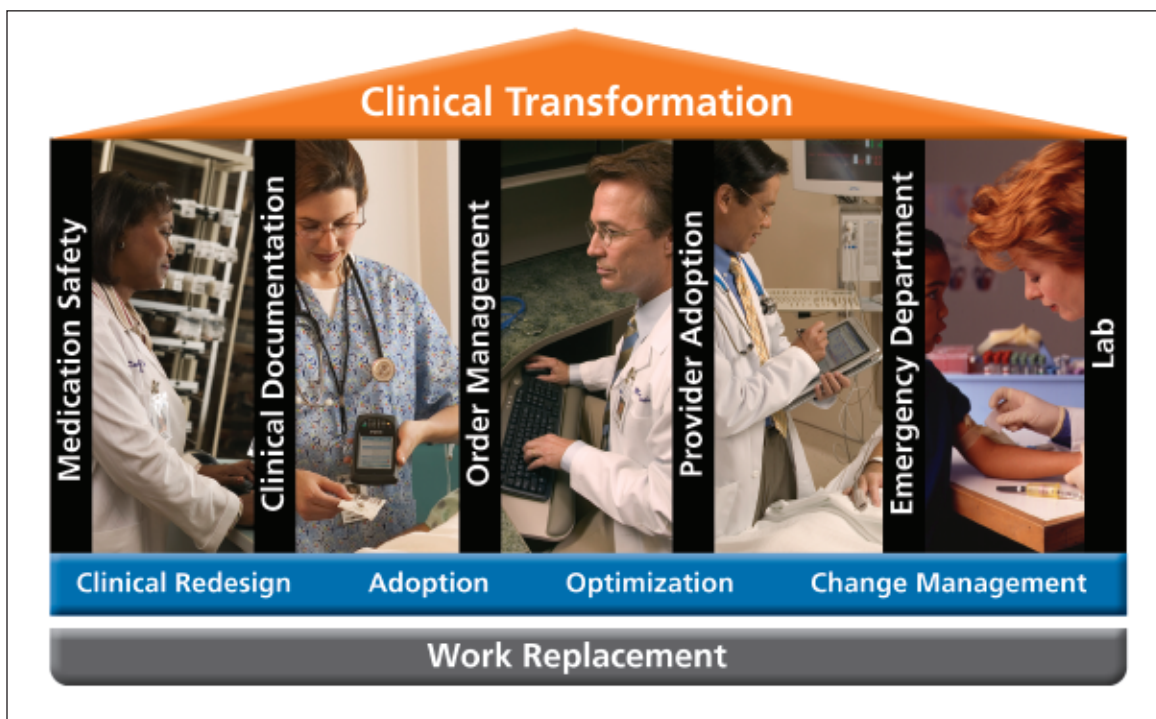 Clinical Transformation
Medication Safety
Clinical Documentation
Order Management
Provider Adoption
Emergency Department
Lab
Clinical Redesign Adoption Optimization Change Management
Work Replacement